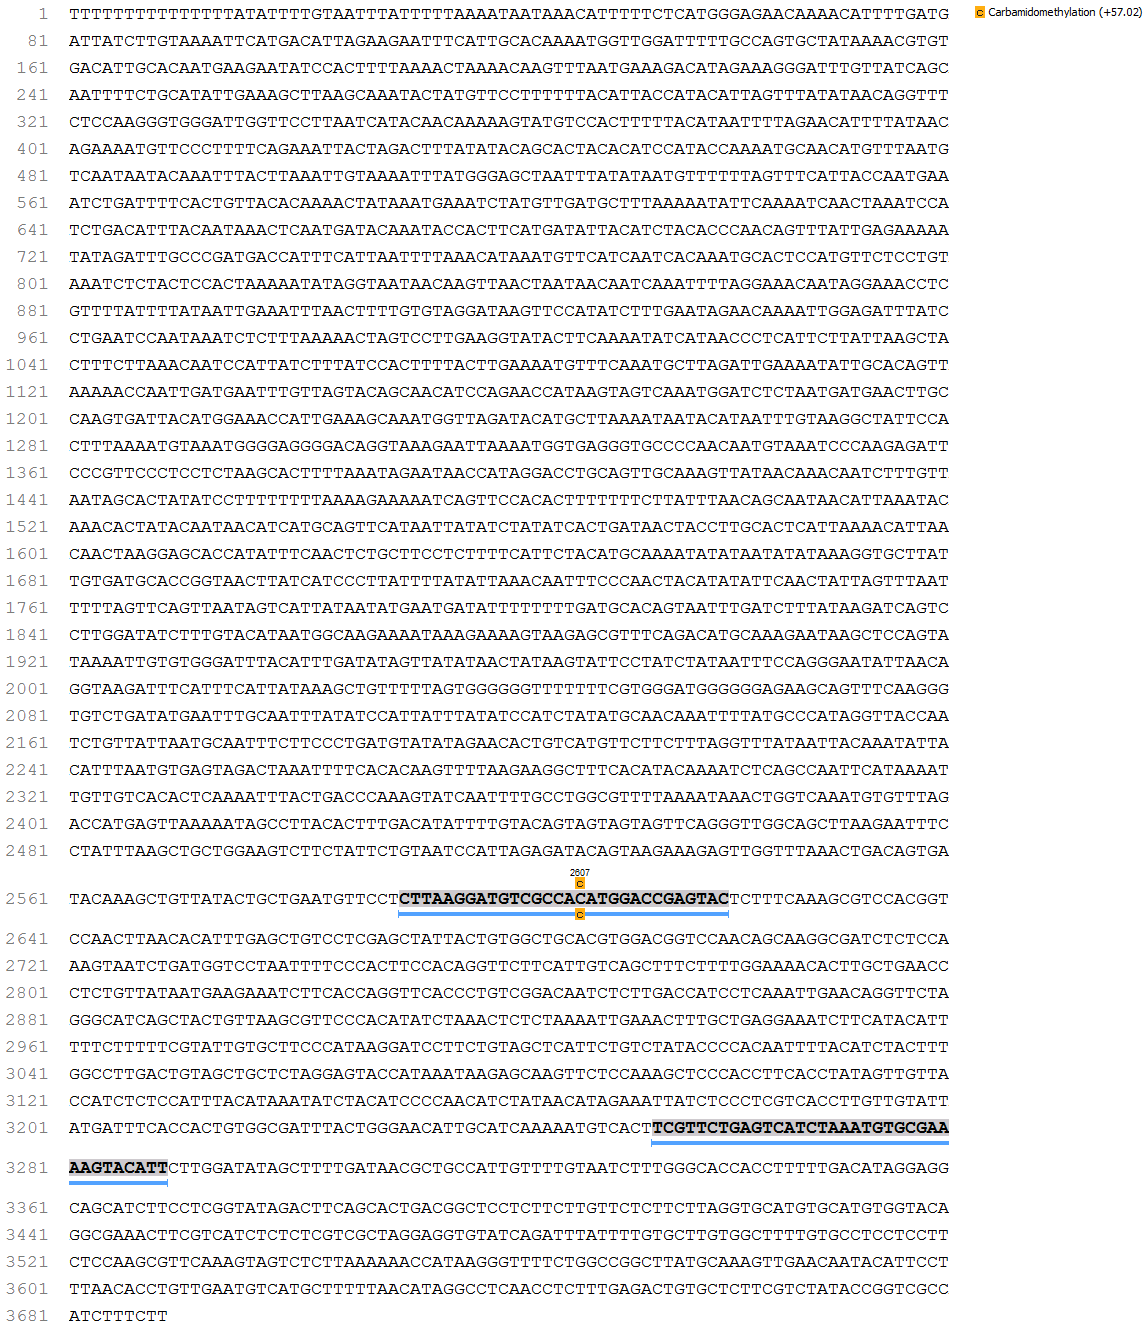 1 TTTTTTTTTTTTTTTATATTTTGTAATTTATTTTTAAAATAATAAACATTTTTCTCATGGGAGAACAAAACATTTTGATG
C Carbamidomethylation (+57.02)
81 ATTATCTTGTAAAATTCATGACATTAGAAGAATTTCATTGCACAAAATGGTTGGATTTTTGCCAGTGCTATAAAACGTGT
161 GACATTGCACAATGAAGAATATCCACTTTTAAAACTAAAACAAGTTTAATGAAAGACATAGAAAGGGATTTGTTATCAGC
241 AATTTTCTGCATATTGAAAGCTTAAGCAAATACTATGTTCCTTTTTTACATTACCATACATTAGTTTATATAACAGGTTT
321 CTCCAAGGGTGGGATTGGTTCCTTAATCATACAACAAAAAGTATGTCCACTTTTTACATAATTTTAGAACATTTTATAAC
401 AGAAAATGTTCCCTTTTCAGAAATTACTAGACTTTATATACAGCACTACACATCCATACCAAAATGCAACATGTTTAATG
481 TCAATAATACAAATTTACTTAAATTGTAAAATTTATGGGAGCTAATTTATATAATGTTTTTTAGTTTCATTACCAATGAA
561 ATCTGATTTTCACTGTTACACAAAACTATAAATGAAATCTATGTTGATGCTTTAAAAATATTCAAAATCAACTAAATCCA
641 TCTGACATTTACAATAAACTCAATGATACAAATACCACTTCATGATATTACATCTACACCCAACAGTTTATTGAGAAAAA
721 TATAGATTTGCCCGATGACCATTTCATTAATTTTAAACATAAATGTTCATCAATCACAAATGCACTCCATGTTCTCCTGT
801 AAATCTCTACTCCACTAAAAATATAGGTAATAACAAGTTAACTAATAACAATCAAATTTTAGGAAACAATAGGAAACCTC
881 GTTTTATTTTATAATTGAAATTTAACTTTTGTGTAGGATAAGTTCCATATCTTTGAATAGAACAAAATTGGAGATTTATC
961 CTGAATCCAATAAATCTCTTTAAAAACTAGTCCTTGAAGGTATACTTCAAAATATCATAACCCTCATTCTTATTAAGCTA
1041 CTTTCTTAAACAATCCATTATCTTTATCCACTTTTACTTGAAAATGTTTCAAATGCTTAGATTGAAAATATTGCACAGTT
1121 AAAAACCAATTGATGAATTTGTTAGTACAGCAACATCCAGAACCATAAGTAGTCAAATGGATCTCTAATGATGAACTTGC
1201 CAAGTGATTACATGGAAACCATTGAAAGCAAATGGTTAGATACATGCTTAAAATAATACATAATTTGTAAGGCTATTCCA
1281 CTTTAAAATGTAAATGGGGAGGGGACAGGTAAAGAATTAAAATGGTGAGGGTGCCCCAACAATGTAAATCCCAAGAGATT
1361 CCCGTTCCCTCCTCTAAGCACTTTTAAATAGAATAACCATAGGACCTGCAGTTGCAAAGTTATAACAAACAATCTTTGTT
1441 AATAGCACTATATCCTTTTTTTTTAAAAGAAAAATCAGTTCCACACTTTTTTTCTTATTTAACAGCAATAACATTAAATAC
1521 AAACACTATACAATAACATCATGCAGTTCATAATTATATCTATATCACTGATAACTACCTTGCACTCATTAAAACATTAA
1601 CAACTAAGGAGCACCATATTTCAACTCTGCTTCCTCTTTTCATTCTACATGCAAAATATATAATATATAAAGGTGCTTAT
1681 TGTGATGCACCGGTAACTTATCATCCCTTATTTTATATTAAACAATTTCCCAACTACATATATTCAACTATTAGTTTAAT
1761 TTTTAGTTCAGTTAATAGTCATTATAATATGAATGATATTTTTTTTGATGCACAGTAATTTGATCTTTATAAGATCAGTC
1841 CTTGGATATCTTTGTACATAATGGCAAGAAAATAAAGAAAAGTAAGAGCGTTTCAGACATGCAAAGAATAAGCTCCAGTA
1921 TAAAATTGTGTGGGATTTACATTTGATATAGTTATATAACTATAAGTATTCCTATCTATAATTTCCAGGGAATATTAACA
2001 GGTAAGATTTCATTTCATTATAAAGCTGTTTTTAGTGGGGGGTTTTTTTCGTGGGATGGGGGGAGAAGCAGTTTCAAGGG
2081 TGTCTGATATGAATTTGCAATTTATATCCATTATTTATATCCATCTATATGCAACAAATTTTATGCCCATAGGTTACCAA
2161 TCTGTTATTAATGCAATTTCTTCCCTGATGTATATAGAACACTGTCATGTTCTTCTTTAGGTTTATAATTACAAATATTA
2241 CATTTAATGTGAGTAGACTAAATTTTCACACAAGTTTTAAGAAGGCTTTCACATACAAAATCTCAGCCAATTCATAAAAT
2321 TGTTGTCACACTCAAAATTTACTGACCCAAAGTATCAATTTTGCCTGGCGTTTTAAAATAAACTGGTCAAATGTGTTTAG
2401 ACCATGAGTTAAAAATAGCCTTACACTTTGACATATTTTGTACAGTAGTAGTAGTTCAGGGTTGGCAGCTTAAGAATTTC
2481 CTATTTAAGCTGCTGGAAGTCTTCTATTCTGTAATCCATTAGAGATACAGTAAGAAAGAGTTGGTTTAAACTGACAGTGA
2607
C
2561 TACAAAGCTGTTATACTGCTGAATGTTCCTCTTAAGGATGTCGCCACATGGACCGAGTACTCTTTCAAAGCGTCCACGGT
C
2641 CCAACTTAACACATTTGAGCTGTCCTCGAGCTATTACTGTGGCTGCACGTGGACGGTCCAACAGCAAGGCGATCTCTCCA
2721 AAGTAATCTGATGGTCCTAATTTTCCCACTTCCACAGGTTCTTCATTGTCAGCTTTCTTTTGGAAAACACTTGCTGAACC
2801 CTCTGTTATAATGAAGAAATCTTCACCAGGTTCACCCTGTCGGACAATCTCTTGACCATCCTCAAATTGAACAGGTTCTA
2881 GGGCATCAGCTACTGTTAAGCGTTCCCACATATCTAAACTCTCTAAAATTGAAACTTTGCTGAGGAAATCTTCATACATT
2961 TTTCTTTTTCGTATTGTGCTTCCCATAAGGATCCTTCTGTAGCTCATTCTGTCTATACCCCACAATTTTACATCTACTTT
3041 GGCCTTGACTGTAGCTGCTCTAGGAGTACCATAAATAAGAGCAAGTTCTCCAAAGCTCCCACCTTCACCTATAGTTGTTA
3121 CCATCTCTCCATTTACATAAATATCTACATCCCCAACATCTATAACATAGAAATTATCTCCCTCGTCACCTTGTTGTATT
3201 ATGATTTCACCACTGTGGCGATTTACTGGGAACATTGCATCAAAAATGTCACTTCGTTCTGAGTCATCTAAATGTGCGAA
3281 AAGTACATTCTTGGATATAGCTTTTGATAACGCTGCCATTGTTTTGTAATCTTTGGGCACCACCTTTTTGACATAGGAGG
3361 CAGCATCTTCCTCGGTATAGACTTCAGCACTGACGGCTCCTCTTCTTGTTCTCTTCTTAGGTGCATGTGCATGTGGTACA
3441 GGCGAAACTTCGTCATCTCTCTCGTCGCTAGGAGGTGTATCAGATTTATTTTGTGCTTGTGGCTTTTGTGCCTCCTCCTT
3521 CTCCAAGCGTTCAAAGTAGTCTCTTAAAAAACCATAAGGGTTTTCTGGCCGGCTTATGCAAAGTTGAACAATACATTCCT
3601 TTAACACCTGTTGAATGTCATGCTTTTTAACATAGGCCTCAACCTCTTTGAGACTGTGCTCTTCGTCTATACCGGTCGCC
3681 ATCTTTCTT